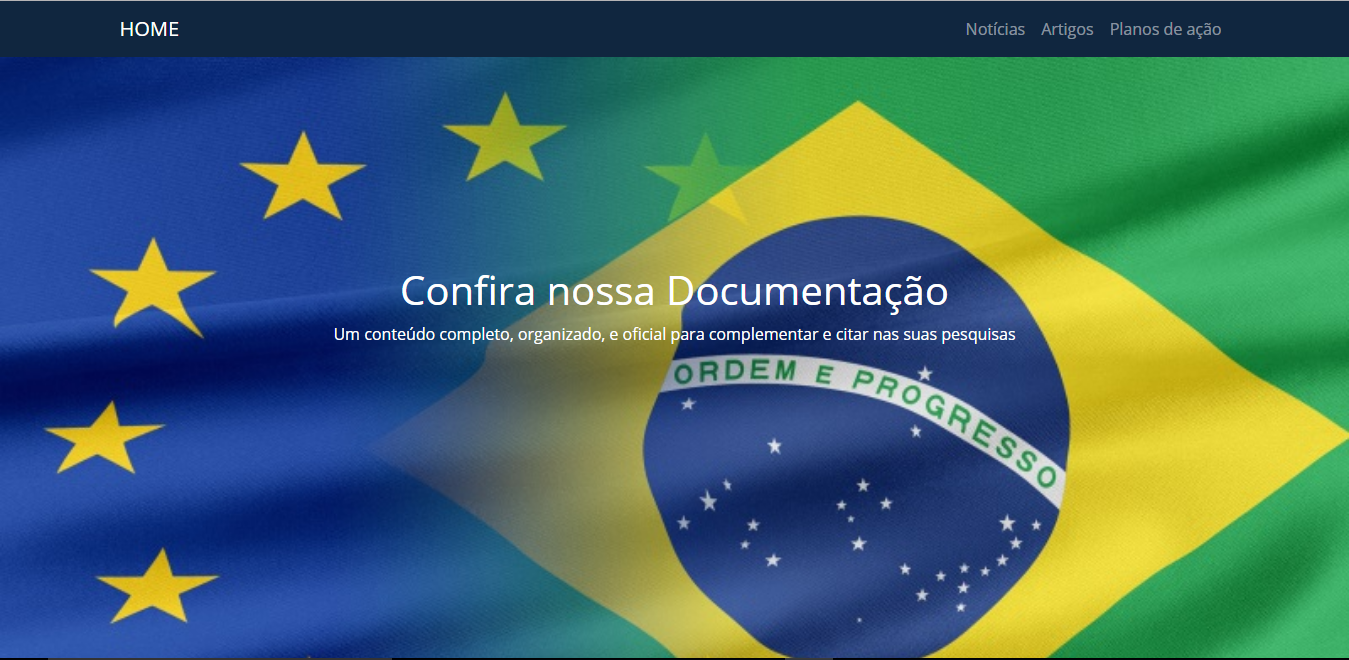 HOME Notícias Artigos Planos de ação
Confira nossa Documentação
Um conteúdo completo, organizado, e oficial para complementar e citar nas suas pesquisas
ORDEM E PROGRESSO